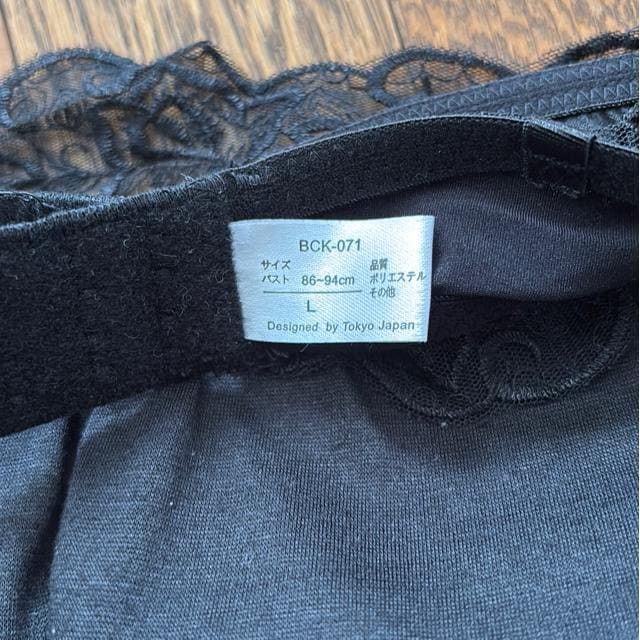 BCK-071
サイズ 品質
バスト 86~94cm ポリエステル
L その他
Designed by Tokyo Japan